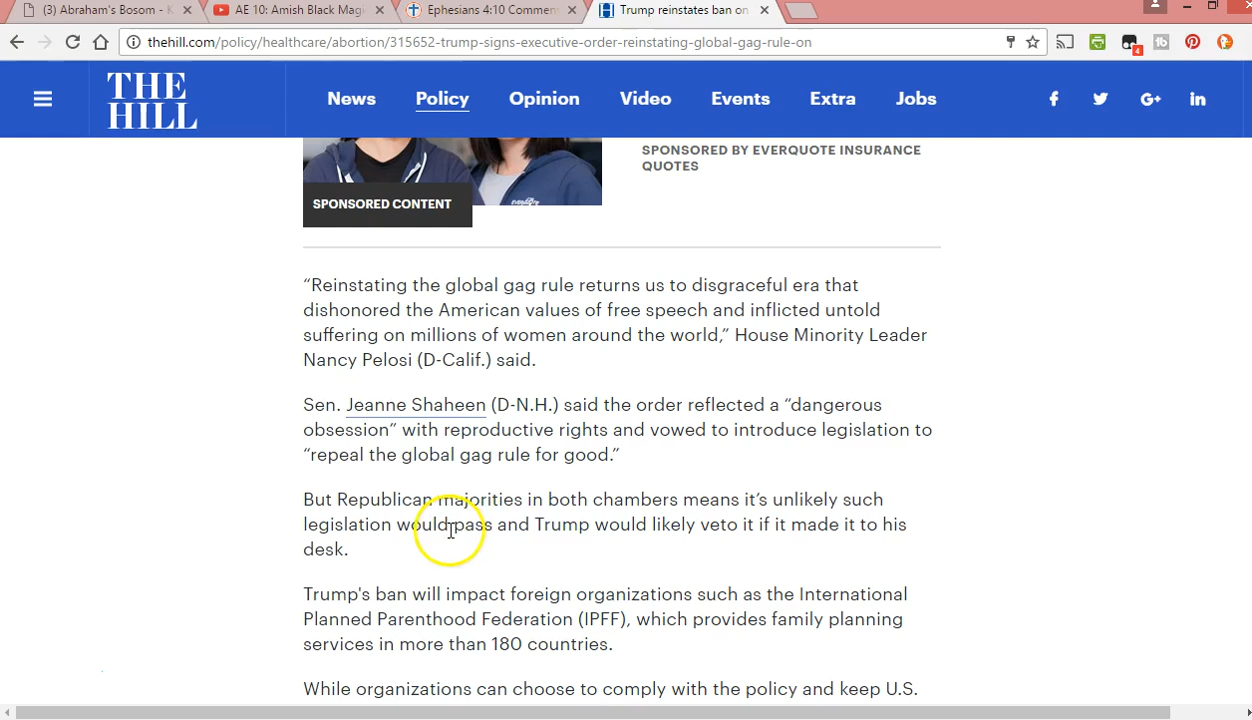 (3) Abraham's Bosom - K
AE 10: Amish Black Mag
Ephesians 4:10 Commen
Trump reinstates ban on
thehill.com/policy/healthcare/abortion/315652-trump-signs-executive-order-reinstating-global-gag-rule-on
4
THE
HILL
News Policy Opinion Video Events Extra Jobs
SPONSORED BY EVERQUOTE INSURANCE
QUOTES
SPONSORED CONTENT
“Reinstating the global gag rule returns us to disgraceful era that
dishonored the American values of free speech and inflicted untold
suffering on millions of women around the world,” House Minority Leader
Nancy Pelosi (D-Calif.) said.
Sen. Jeanne Shaheen (D-N.H.) said the order reflected a “dangerous
obsession” with reproductive rights and vowed to introduce legislation to
“repeal the global gag rule for good.”
But Republican majorities in both chambers means it’s unlikely such
legislation would pass and Trump would likely veto it if it made it to his
desk.
Trump's ban will impact foreign organizations such as the International
Planned Parenthood Federation (IPFF), which provides family planning
services in more than 180 countries.
While organizations can choose to comply with the policy and keep U.S.